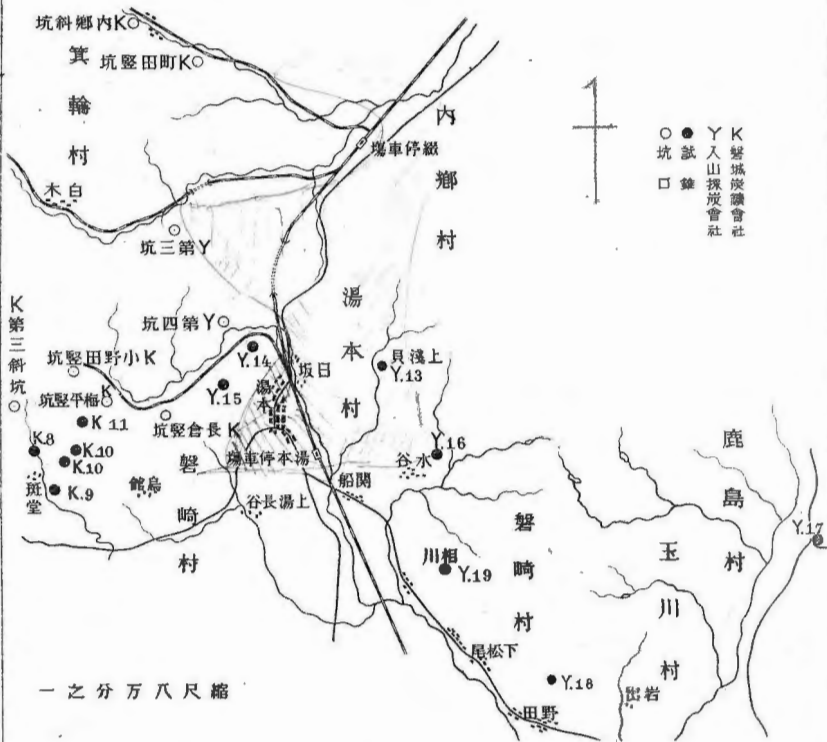 K 磐城炭礦會社
Y 入山採炭會社
● 試錐
○ 坑口
坑斜鄕內K
坑竪田町K
箕輪村
內鄕村
場車停綴
木白
坑三第Y
湯本村
坑四第Y
K第三斜坑
坑竪田野小K
Y.14
坂日
貝淺上
Y.13
坑竪平梅K
Y.15
湯本
K 11
坑竪倉長K
K.8
K.10
K.10
Y.16
場車停本湯
谷水
鹿島村
斑堂
K.9
館鳥
磐崎村
船関
谷長湯上
Y.17
磐崎村
玉川村
川相
Y.19
尾松下
Y.18
岩出
田野
一之分万八尺縮